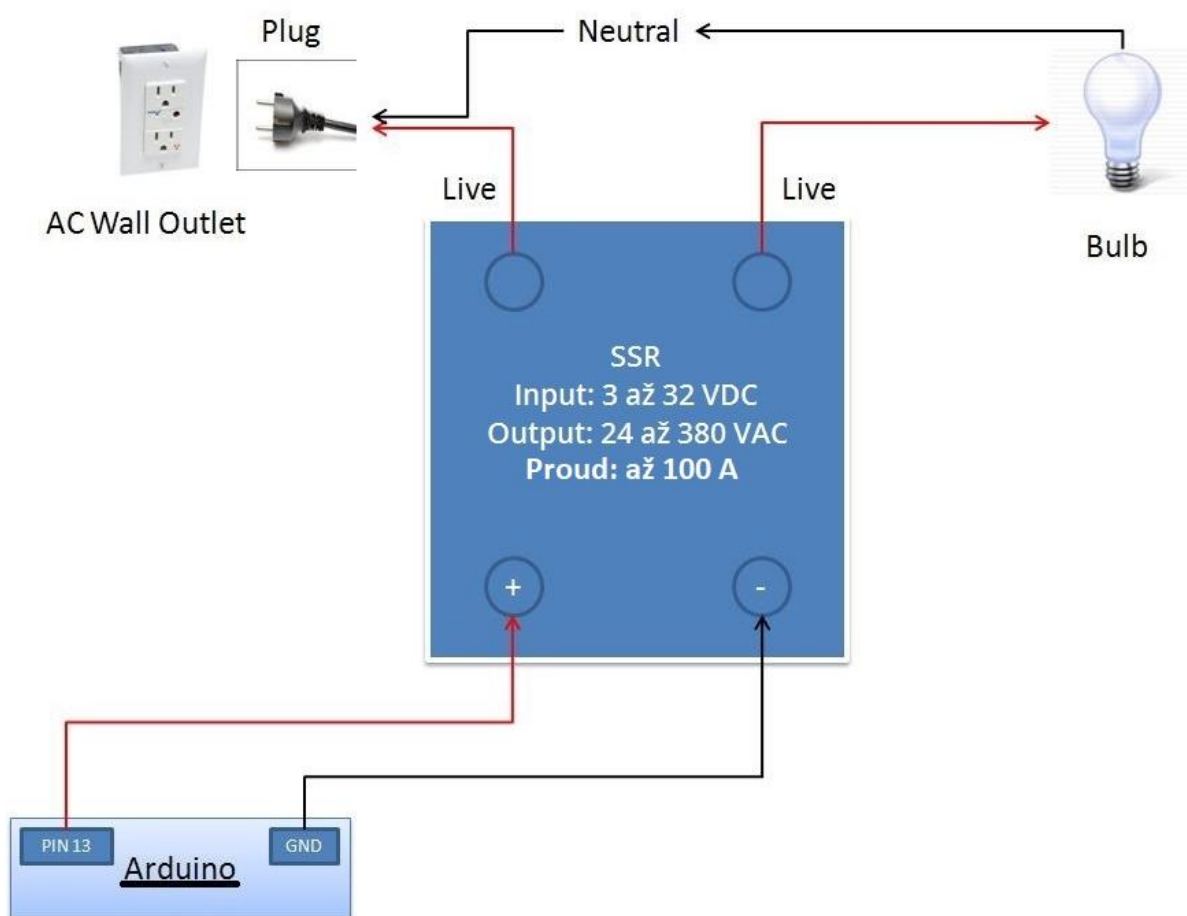 Plug
Neutral
AC Wall Outlet
Live
Live
Bulb
SSR
Input: 3 až 32 VDC
Output: 24 až 380 VAC
Proud: až 100 A
+
-
PIN 13
GND
Arduino